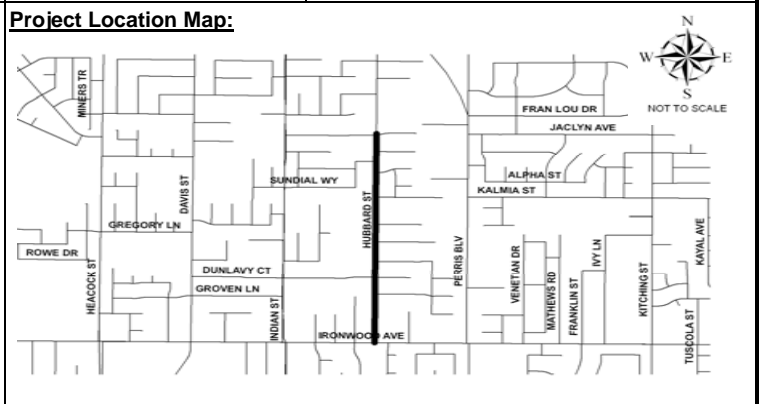 Project Location Map:
N
W E
S
NOT TO SCALE
MINERS TR
FRAN LOU DR
JACLYN AVE
ALPHA ST
SUNDIAL WY
KALMIA ST
DAVIS ST
HUBBARD ST
GREGORY LN
ROWE DR
HEACOCK ST
DUNLAVY CT
GROVEN LN
INDIAN ST
PERRIS BLV
VENETIAN DR
MATHEWS RD
FRANKLIN ST
IVY LN
KITCHING ST
KAYAL AVE
TUSCOLA ST
IRONWOOD AVE